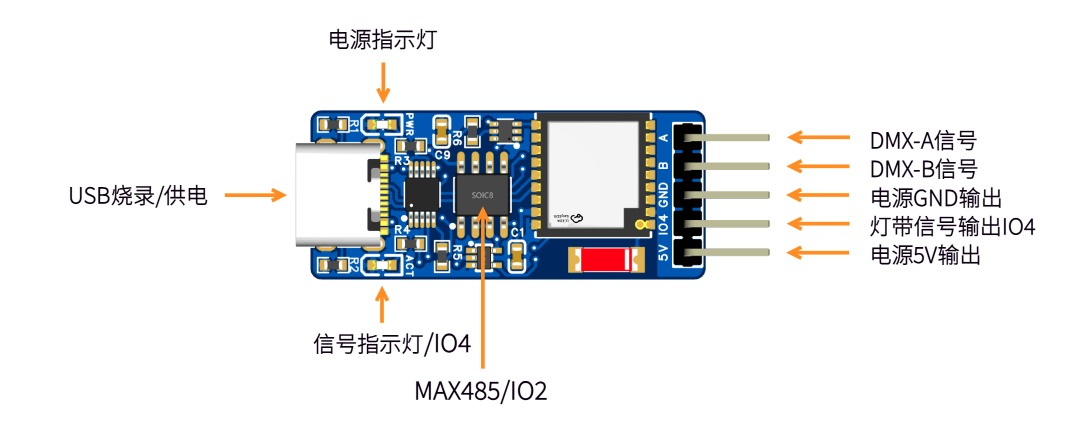 电源指示灯
R1
PWR
R3
C9
R6
A
DMX-A信号
B
DMX-B信号
USB烧录/供电
SOIC8
GND
电源GND输出
R4
C1
IO4
灯带信号输出IO4
R2
ACT
R5
5V
电源5V输出
信号指示灯/IO4
MAX485/IO2